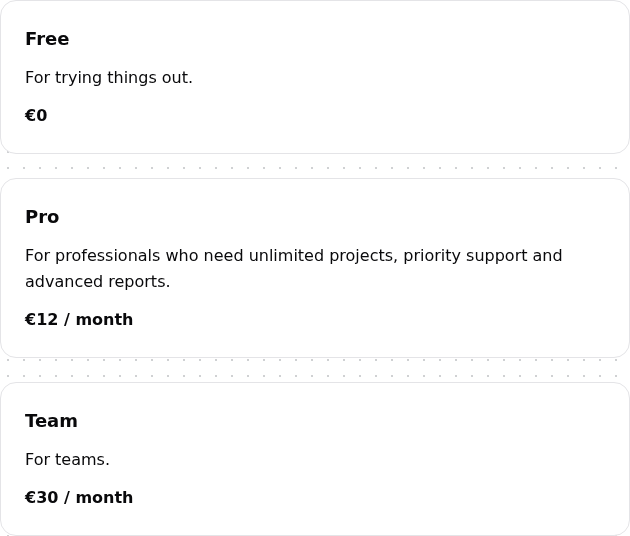 Free
For trying things out.
€0
Pro
For professionals who need unlimited projects, priority support and
advanced reports.
€12 / month
Team
For teams.
€30 / month